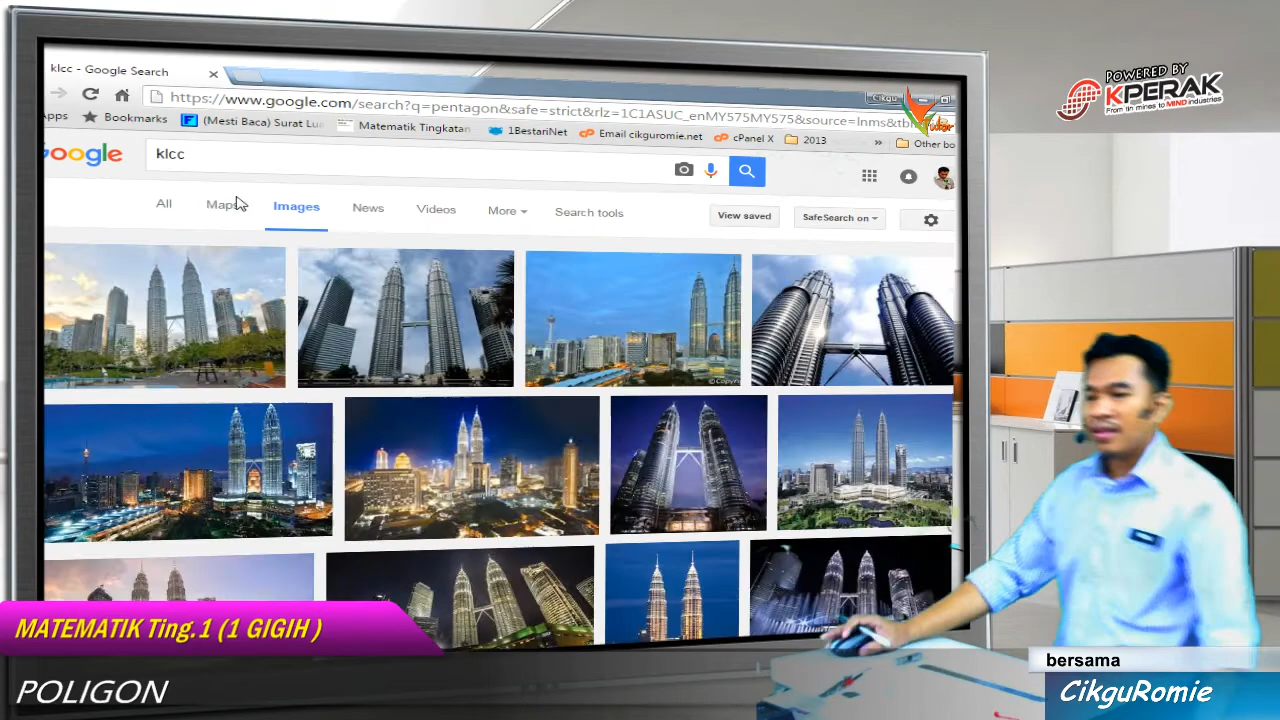 klcc - Google Search
https://www.google.com/search?q=pentagon&safe=strict&rlz=1C1ASUC_enMY575MY575&source=lnms&tb
Cikgu
Tutor
Apps Bookmarks (Mesti Baca) Surat Lu Matematik Tingkatan 1BestariNet Email cikguromie.net cPanel X 2013 » Other bo
oogle klcc
All Maps Images News Videos More Search tools View saved SafeSearch on
POWERED BY
KPERAK
From tin mines to MIND industries
MATEMATIK Ting.1 (1 GIGIH )
POLIGON
bersama
CikguRomie